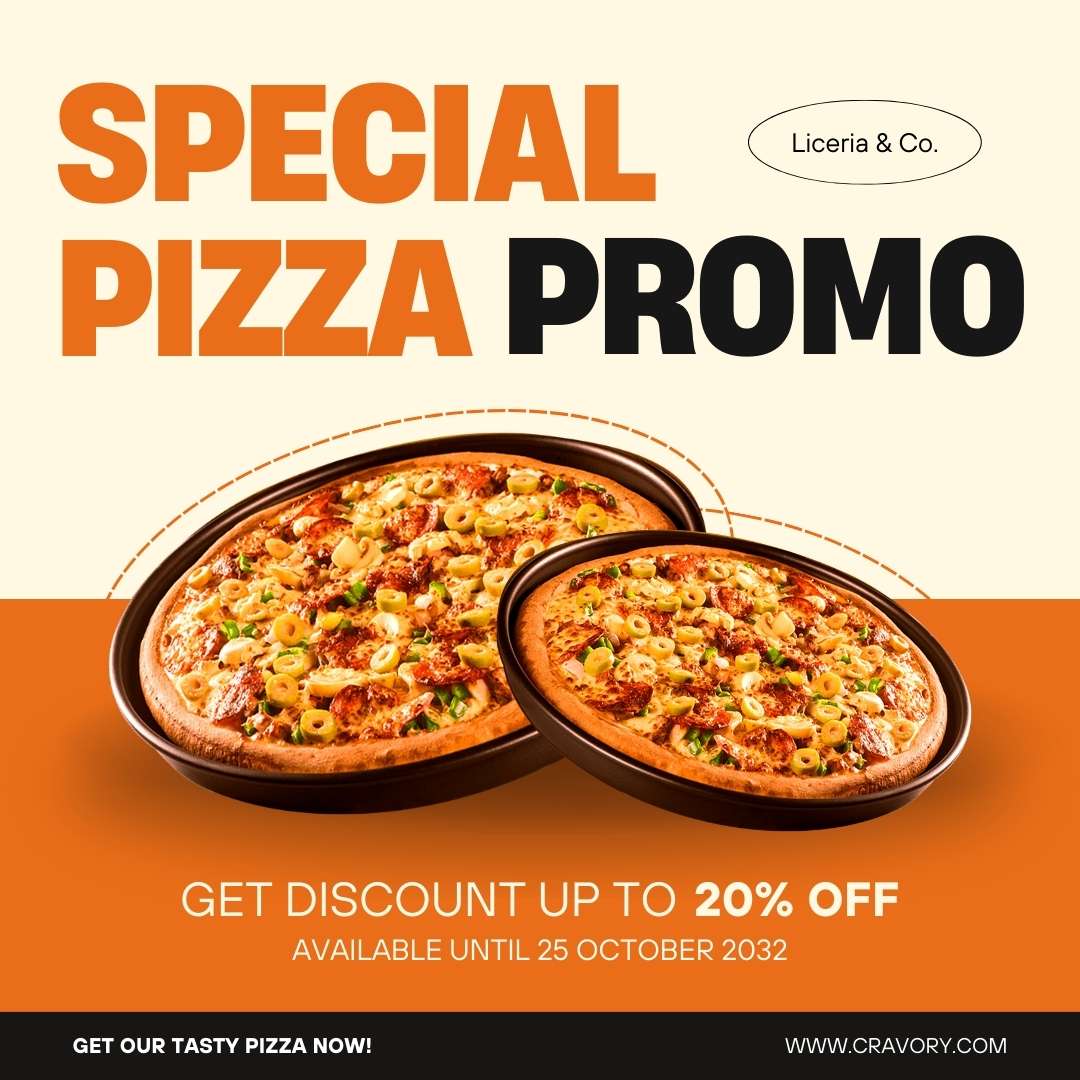 SPECIAL
Liceria & Co.
PIZZA PROMO
GET DISCOUNT UP TO 20% OFF
AVAILABLE UNTIL 25 OCTOBER 2032
GET OUR TASTY PIZZA NOW!
WWW.CRAVORY.COM